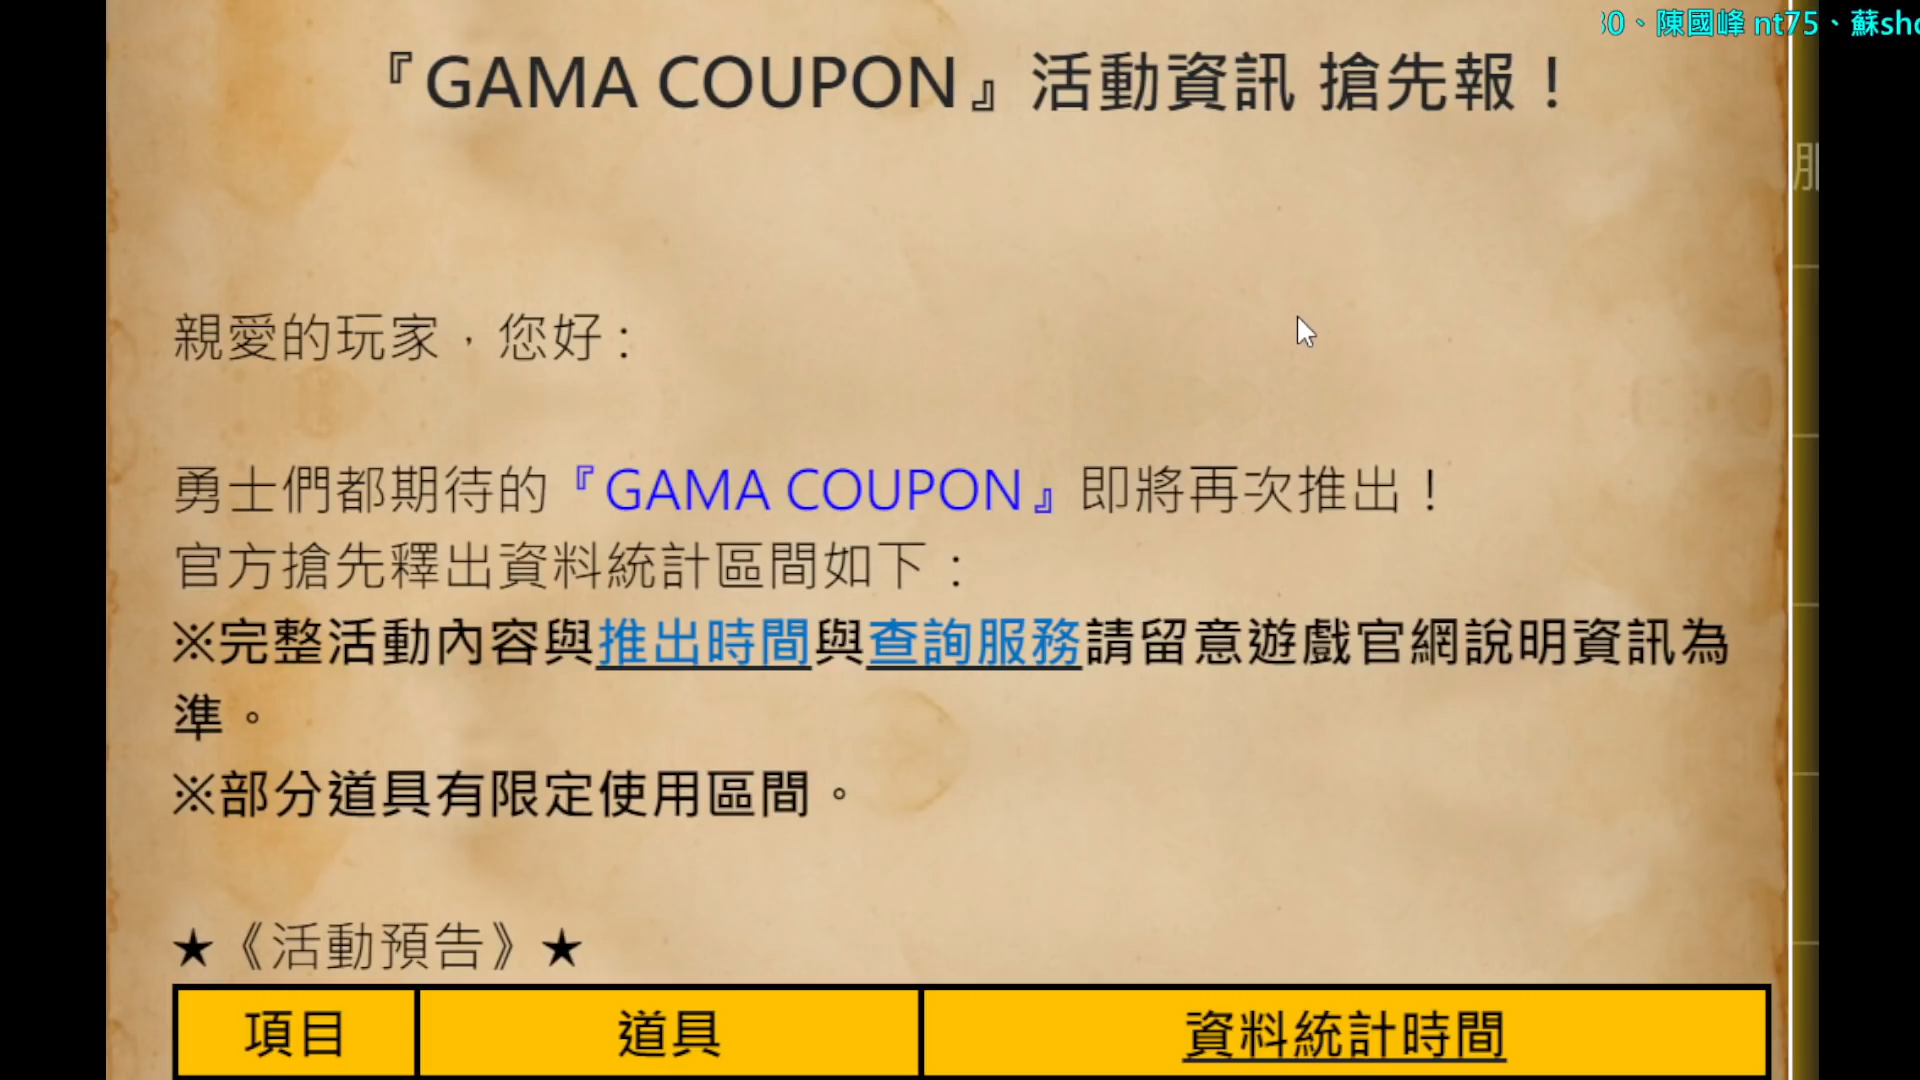 0、陳國峰 nt75、蘇sho
『GAMA COUPON』活動資訊 搶先報！
親愛的玩家，您好：
勇士們都期待的『GAMA COUPON』即將再次推出！
官方搶先釋出資料統計區間如下：
※完整活動內容與推出時間與查詢服務請留意遊戲官網說明資訊為
準。
※部分道具有限定使用區間。
★《活動預告》★
項目 道具 資料統計時間